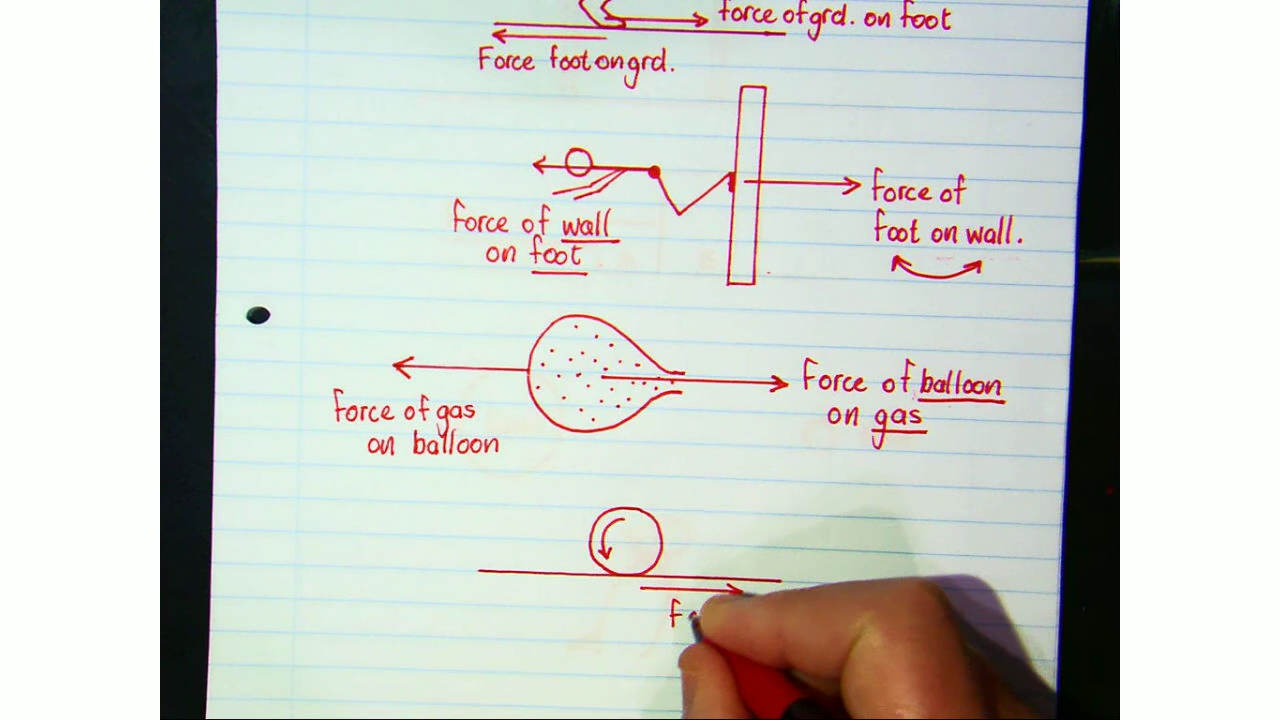 force of grd. on foot
Force foot on grd.
force of wall
on foot
force of
foot on wall.
force of gas
on balloon
Force of balloon
on gas